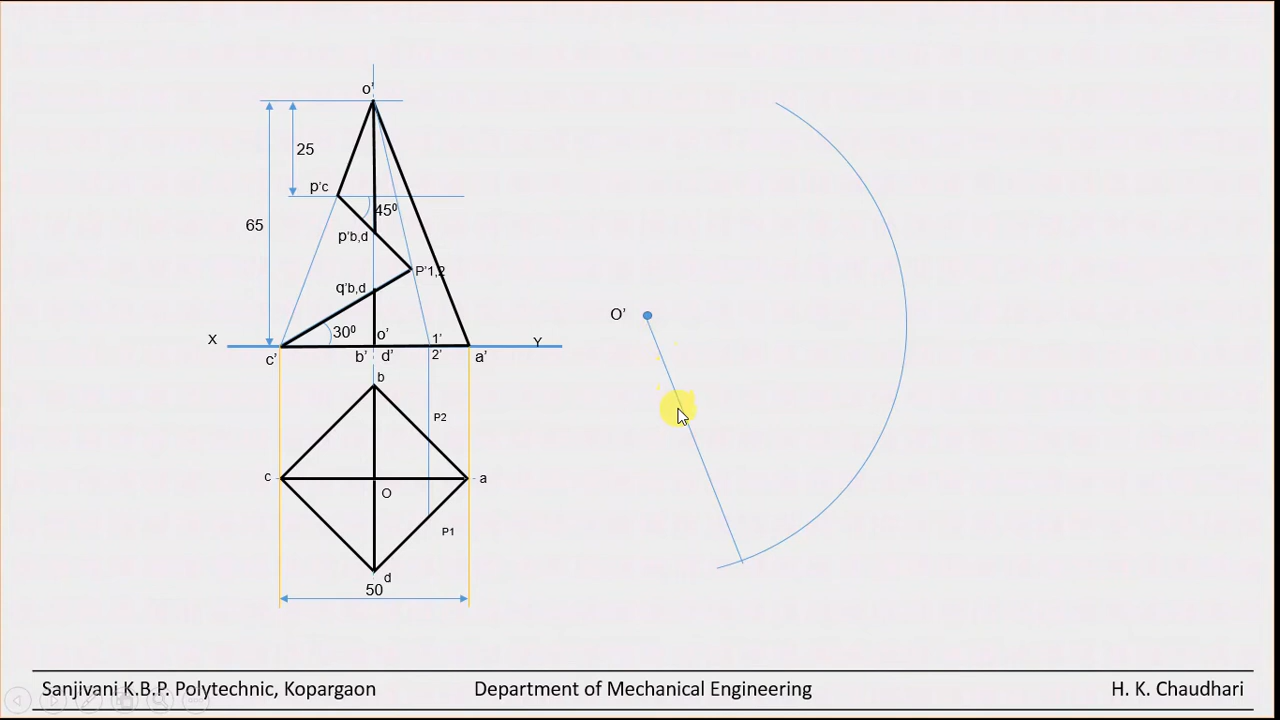 o'
25
p'c
45⁰
65
p'b,d
P'1,2
q'b,d
O'
30⁰
o'
X
1'
Y
c'
b' d'
2'
a'
b
P2
c
a
O
P1
d
50
Sanjivani K.B.P. Polytechnic, Kopargaon
Department of Mechanical Engineering
H. K. Chaudhari